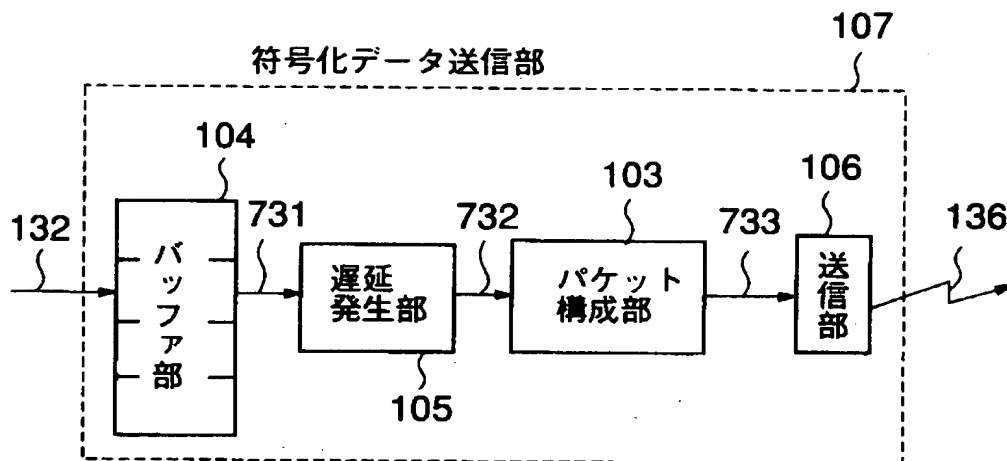 107
符号化データ送信部
104
103
106
132
731
732
733
136
バッファ部
遅延
発生部
パケット
構成部
送信部
105